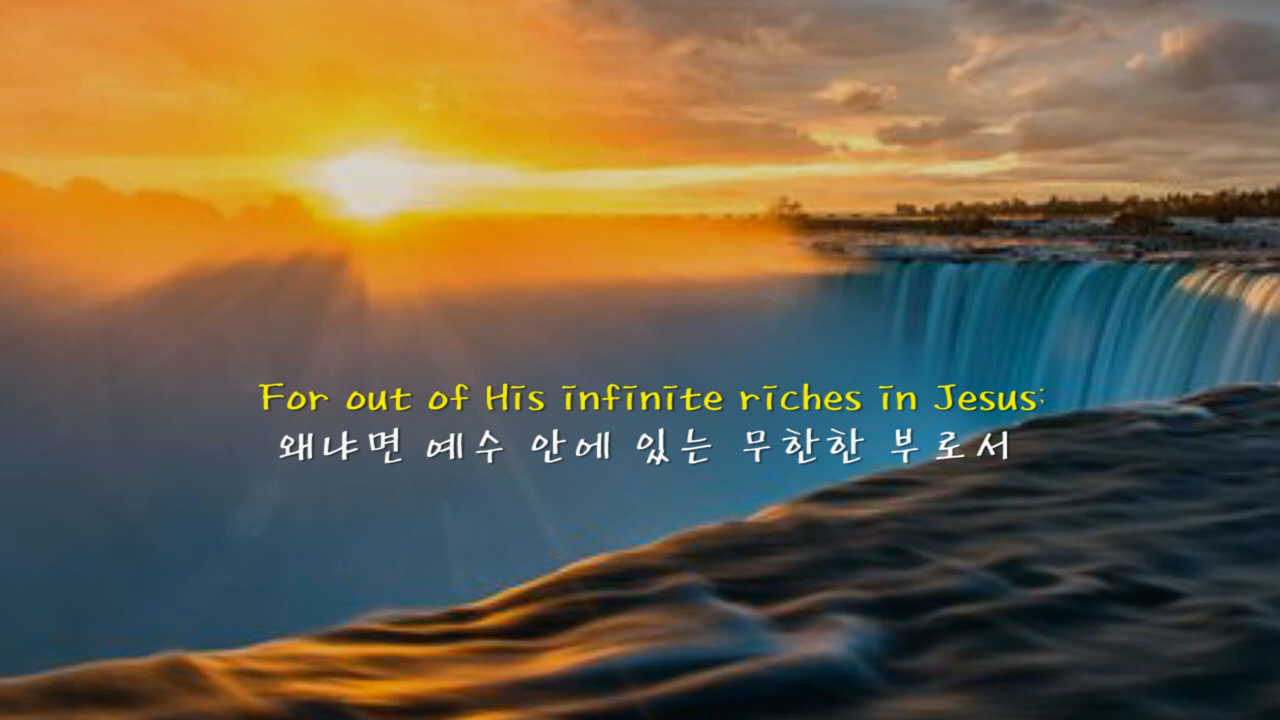 For out of His infinite riches in Jesus;
왜냐면 예수 안에 있는 무한한 부로서